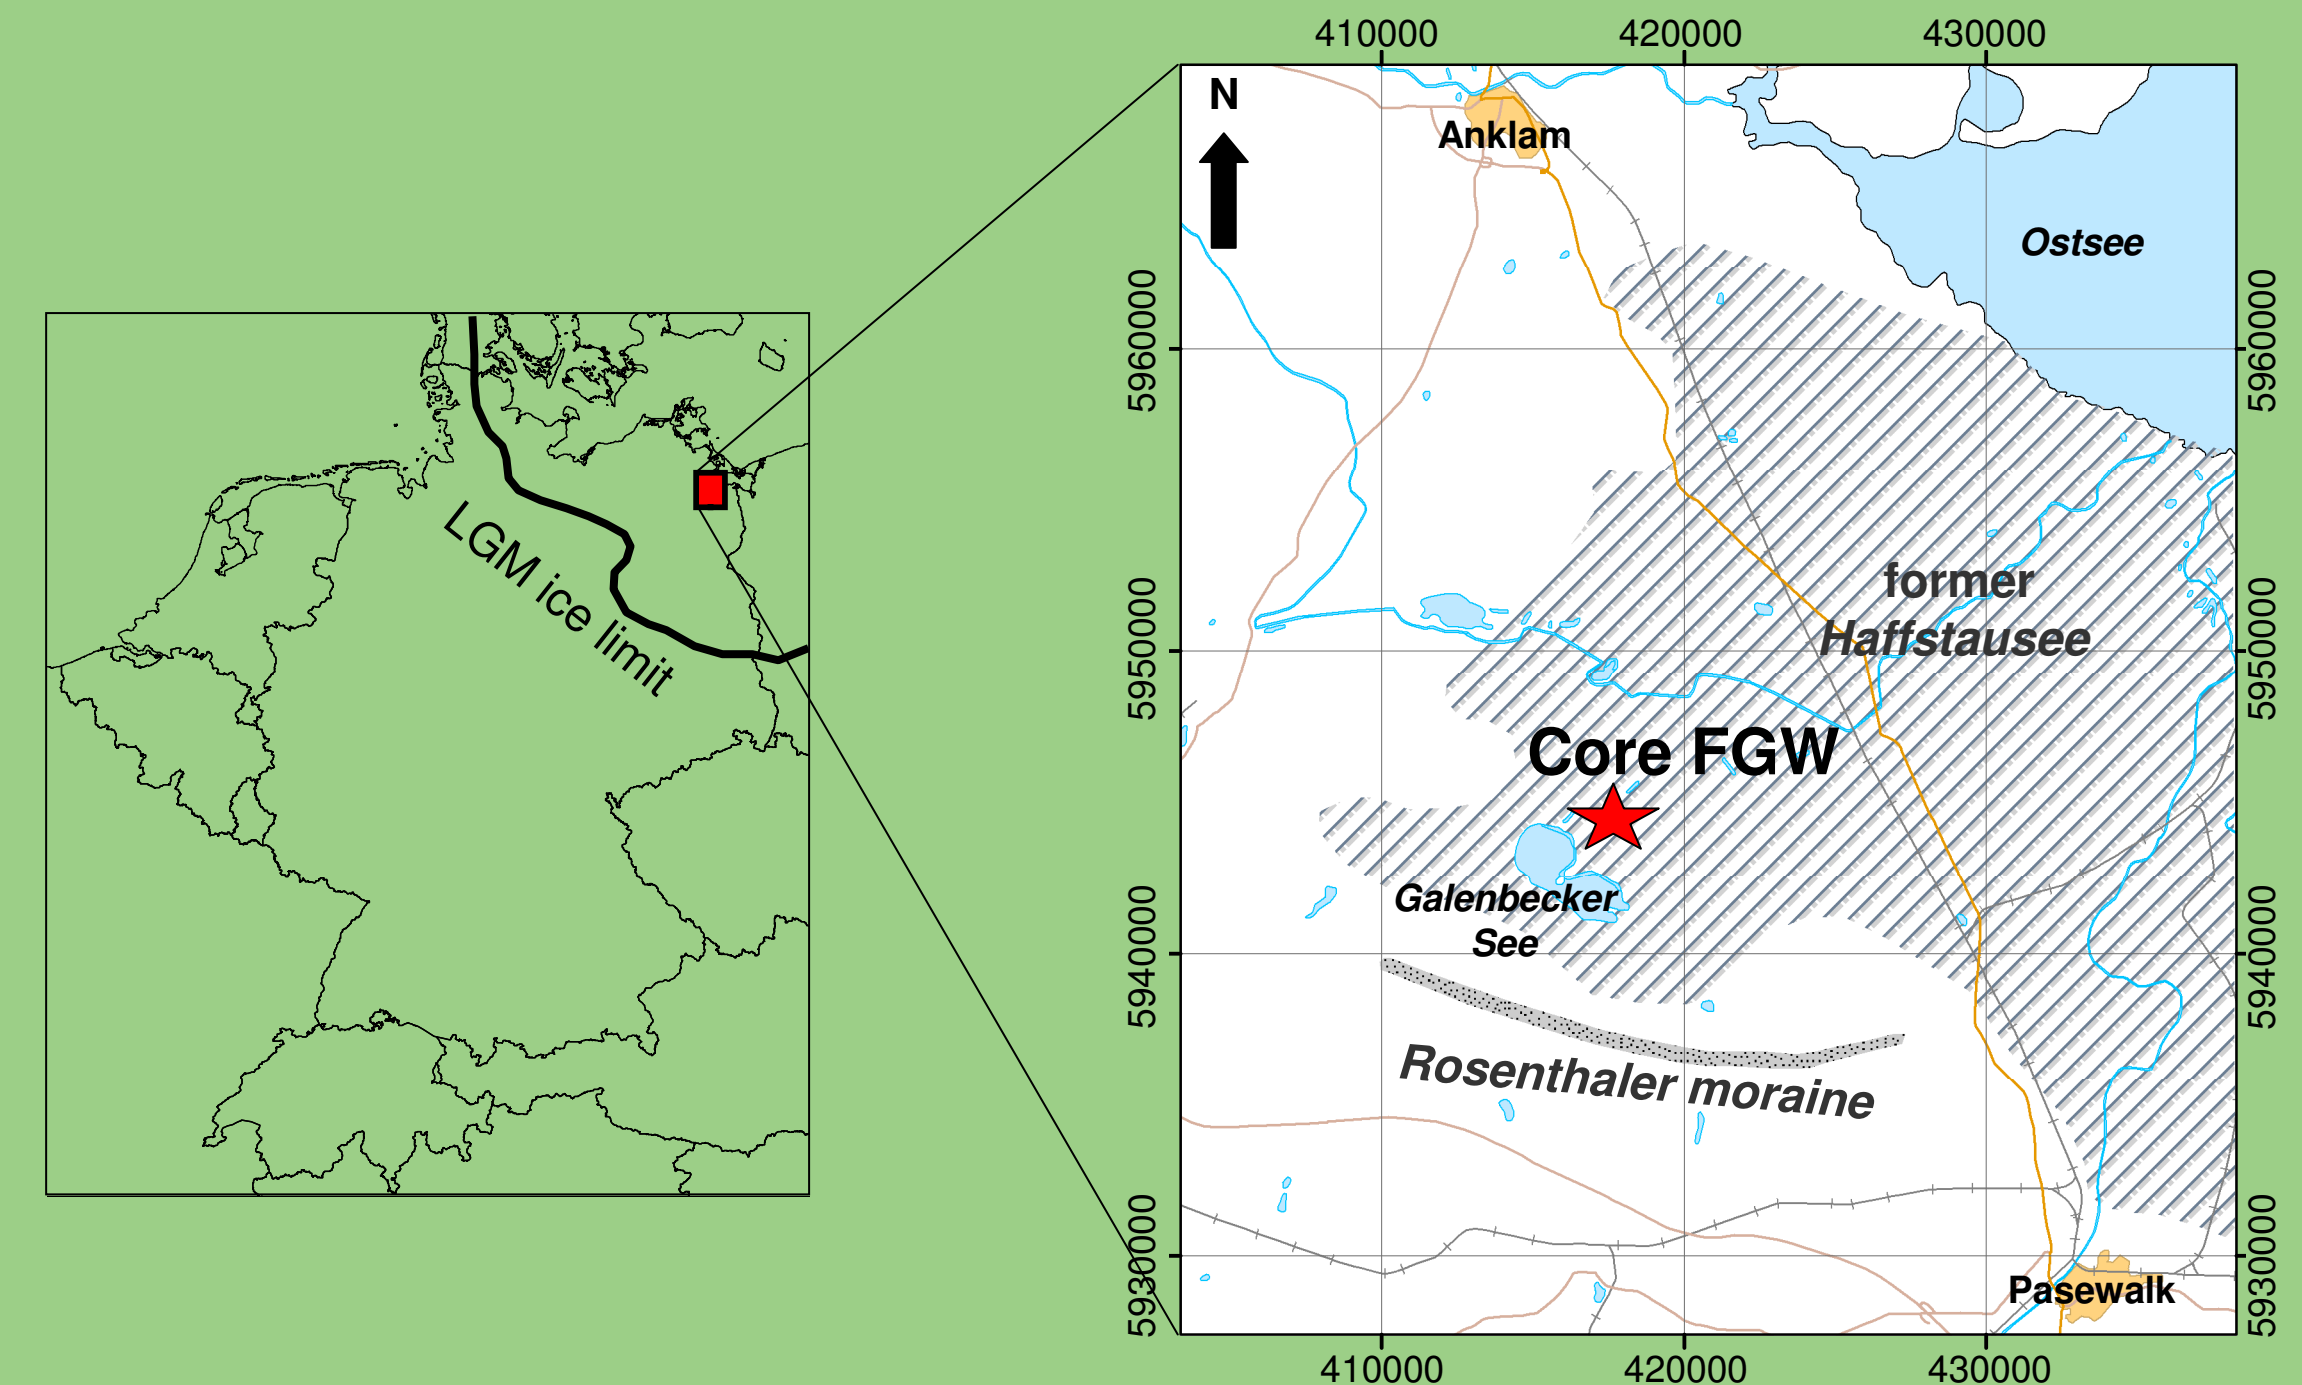 410000
420000
430000
N
Anklam
Ostsee
5960000
5960000
LGM ice limit
former
Haffstausee
5950000
5950000
Core FGW
Galenbecker
See
5940000
5940000
Rosenthaler moraine
5930000
5930000
Pasewalk
410000
420000
430000